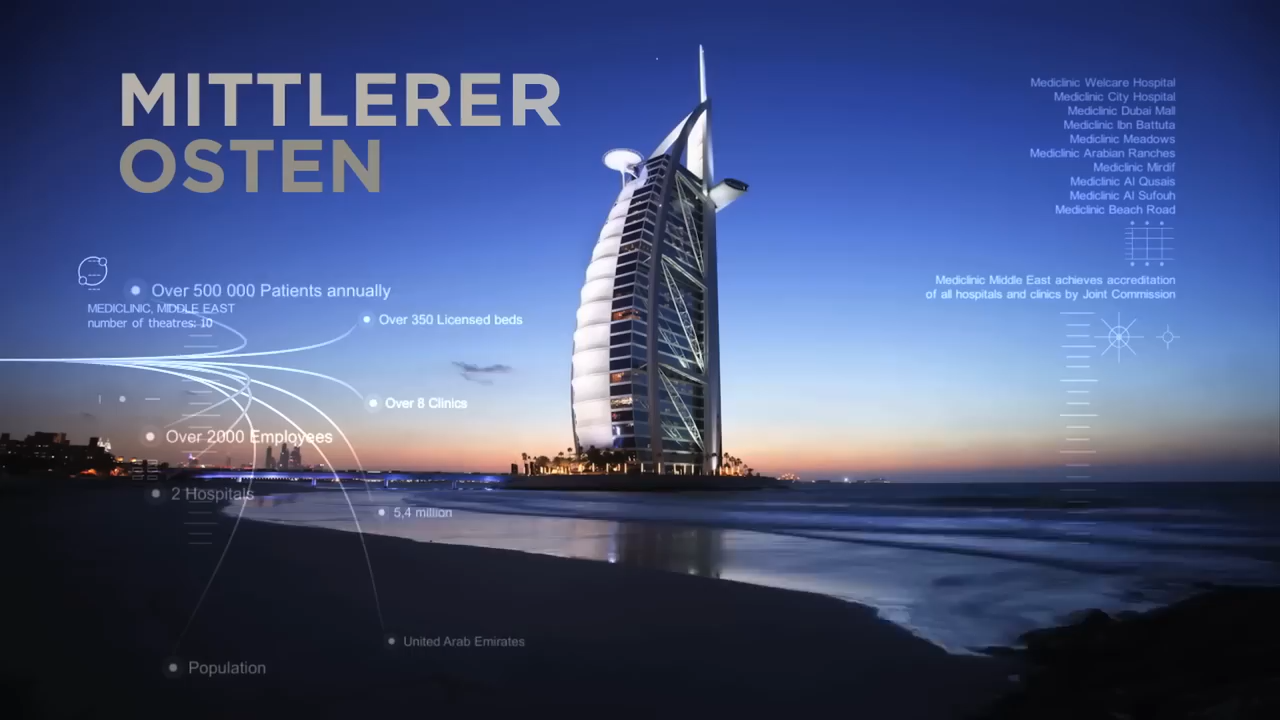 MITTLERER
OSTEN
Over 500 000 Patients annually
MEDICLINIC, MIDDLE EAST
number of theatres: 10
Over 350 Licensed beds
Over 8 Clinics
Over 2000 Employees
2 Hospitals
5,4 million
United Arab Emirates
Population
Mediclinic Welcare Hospital
Mediclinic City Hospital
Mediclinic Dubai Mall
Mediclinic Ibn Battuta
Mediclinic Meadows
Mediclinic Arabian Ranches
Mediclinic Mirdif
Mediclinic Al Qusais
Mediclinic Al Sufouh
Mediclinic Beach Road
Mediclinic Middle East achieves accreditation
of all hospitals and clinics by Joint Commission